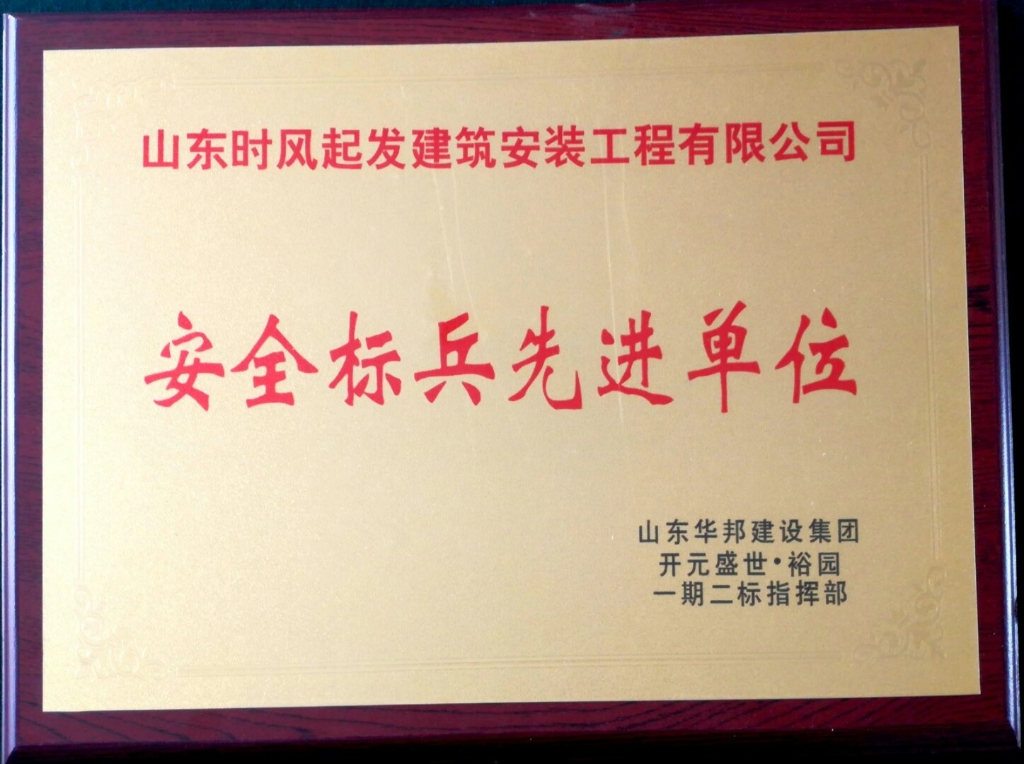 山东时风起发建筑安装工程有限公司
安全标兵先进单位
山东华邦建设集团
开元盛世·裕园
一期二标指挥部